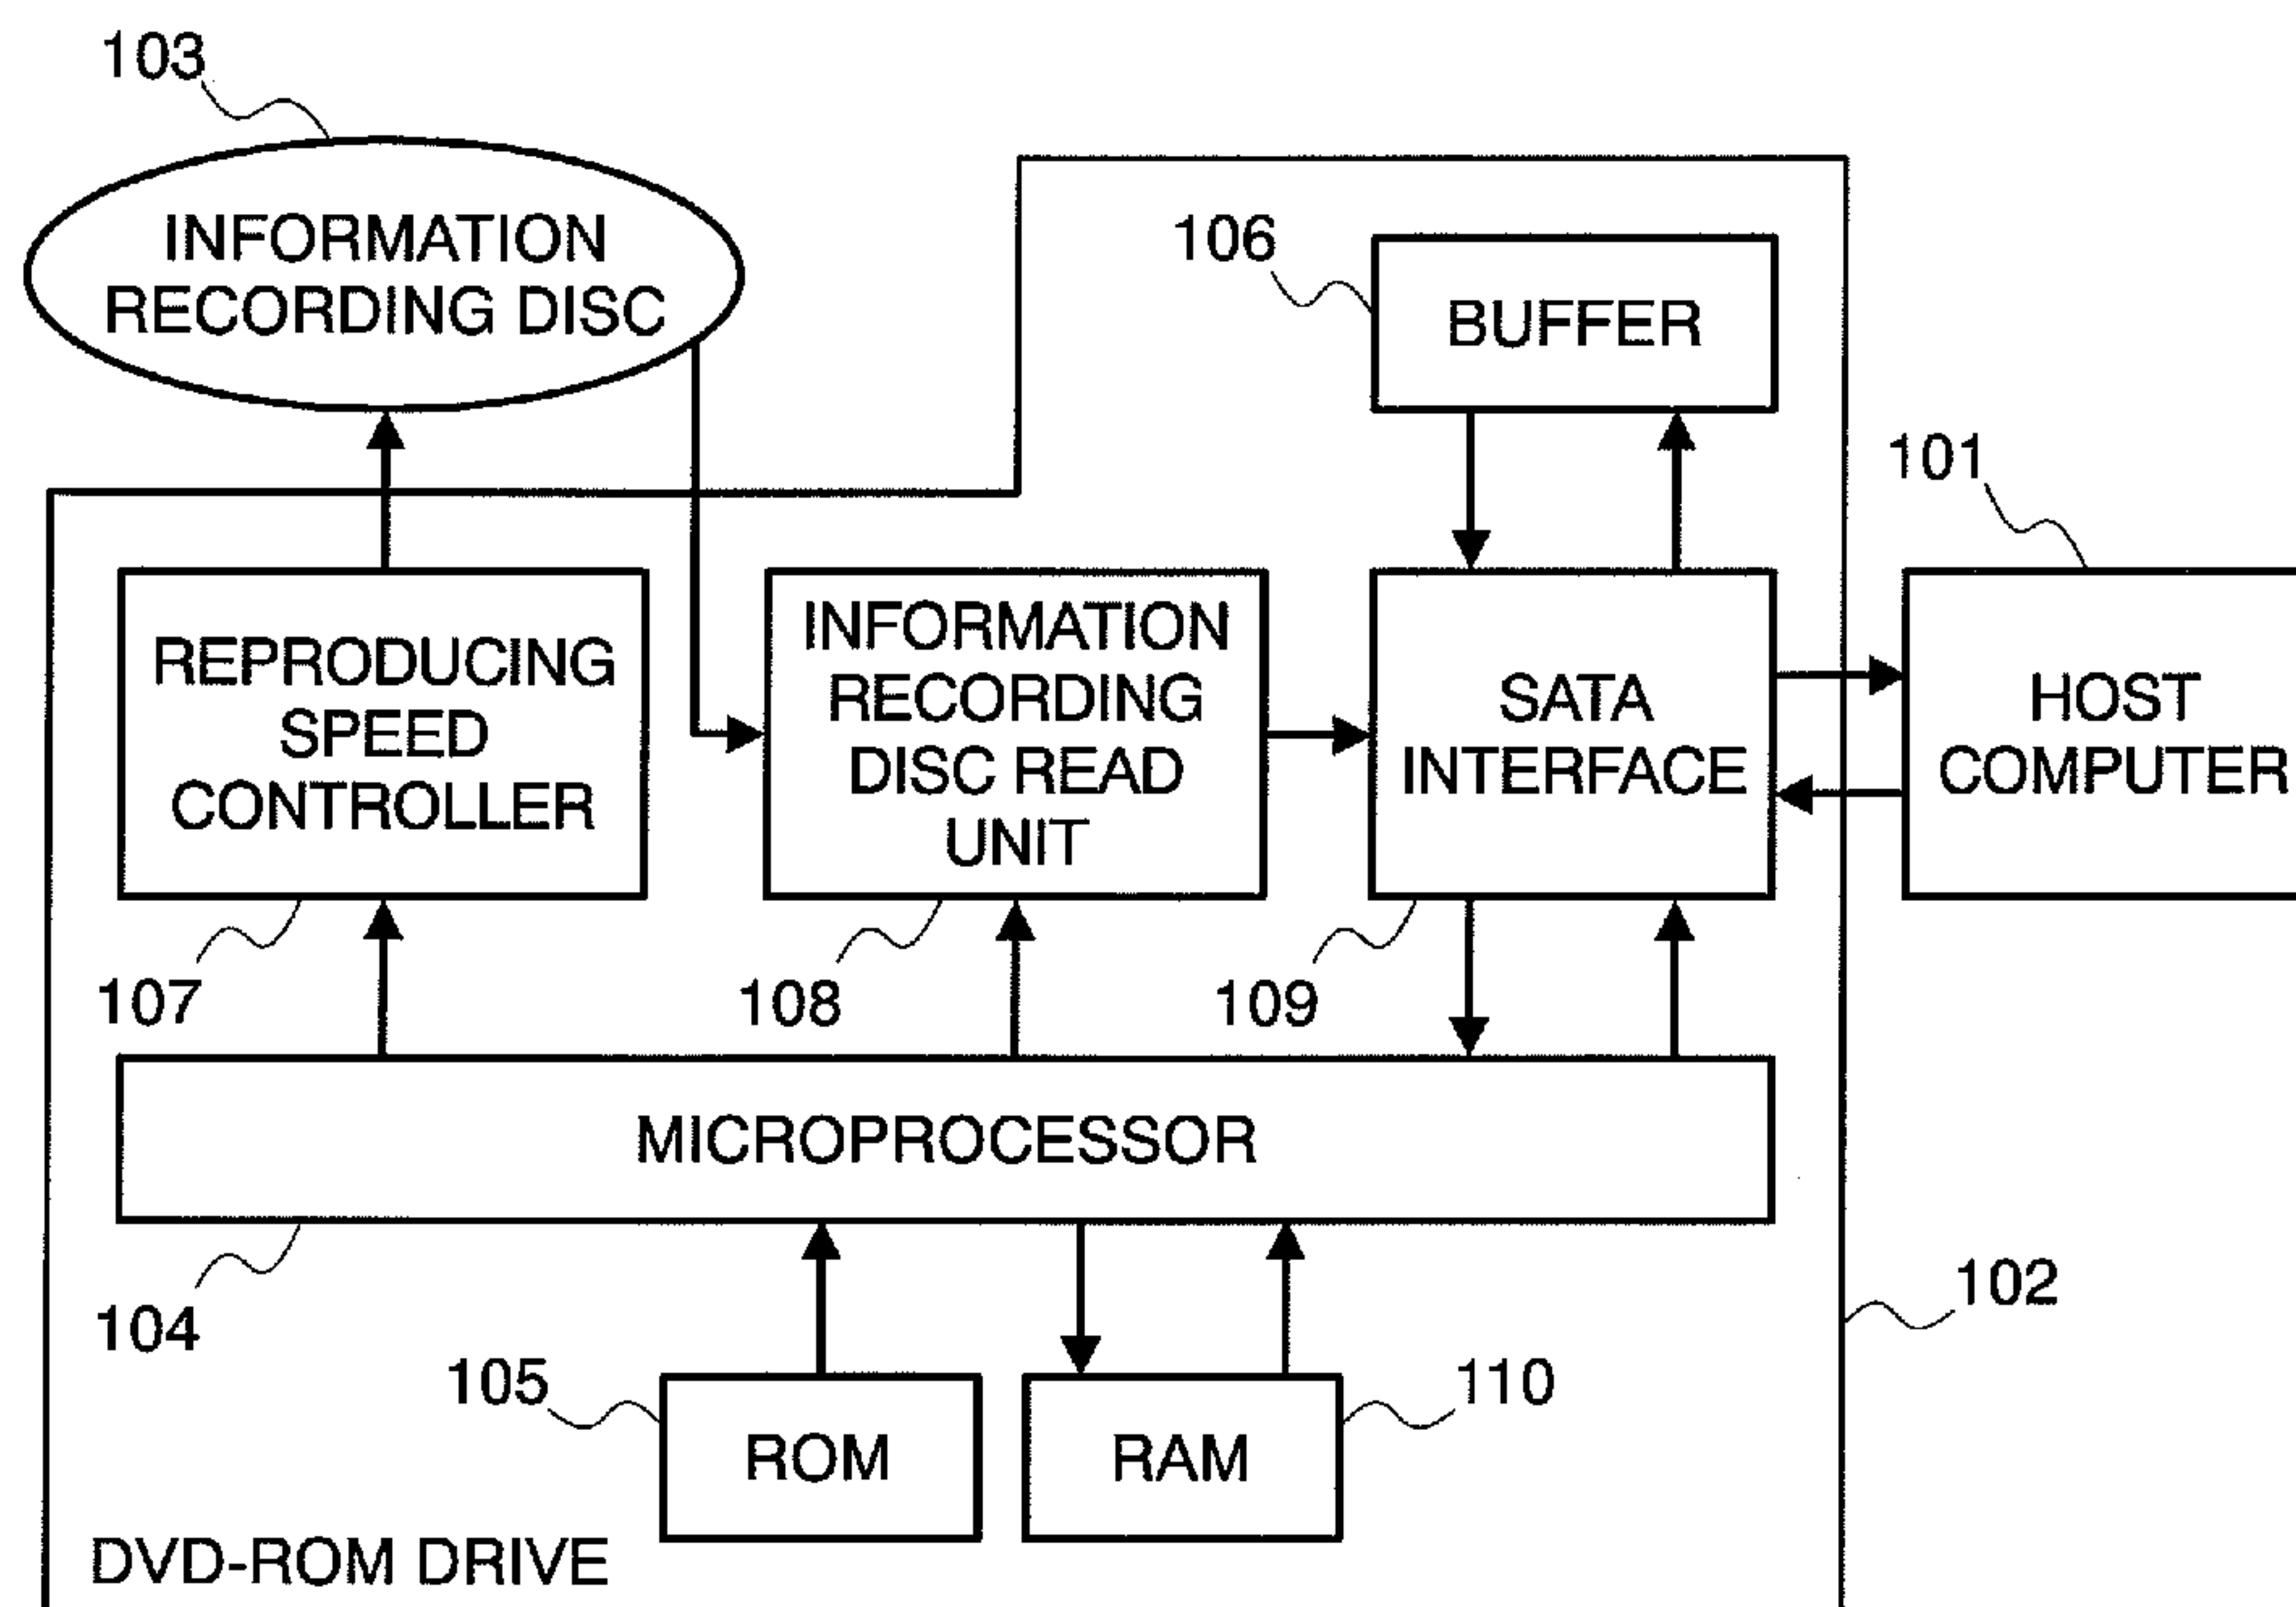 103
INFORMATION
RECORDING DISC
106
BUFFER
101
REPRODUCING
SPEED
CONTROLLER
INFORMATION
RECORDING
DISC READ
UNIT
SATA
INTERFACE
HOST
COMPUTER
107
108
109
MICROPROCESSOR
104
102
105
ROM
RAM
110
DVD-ROM DRIVE